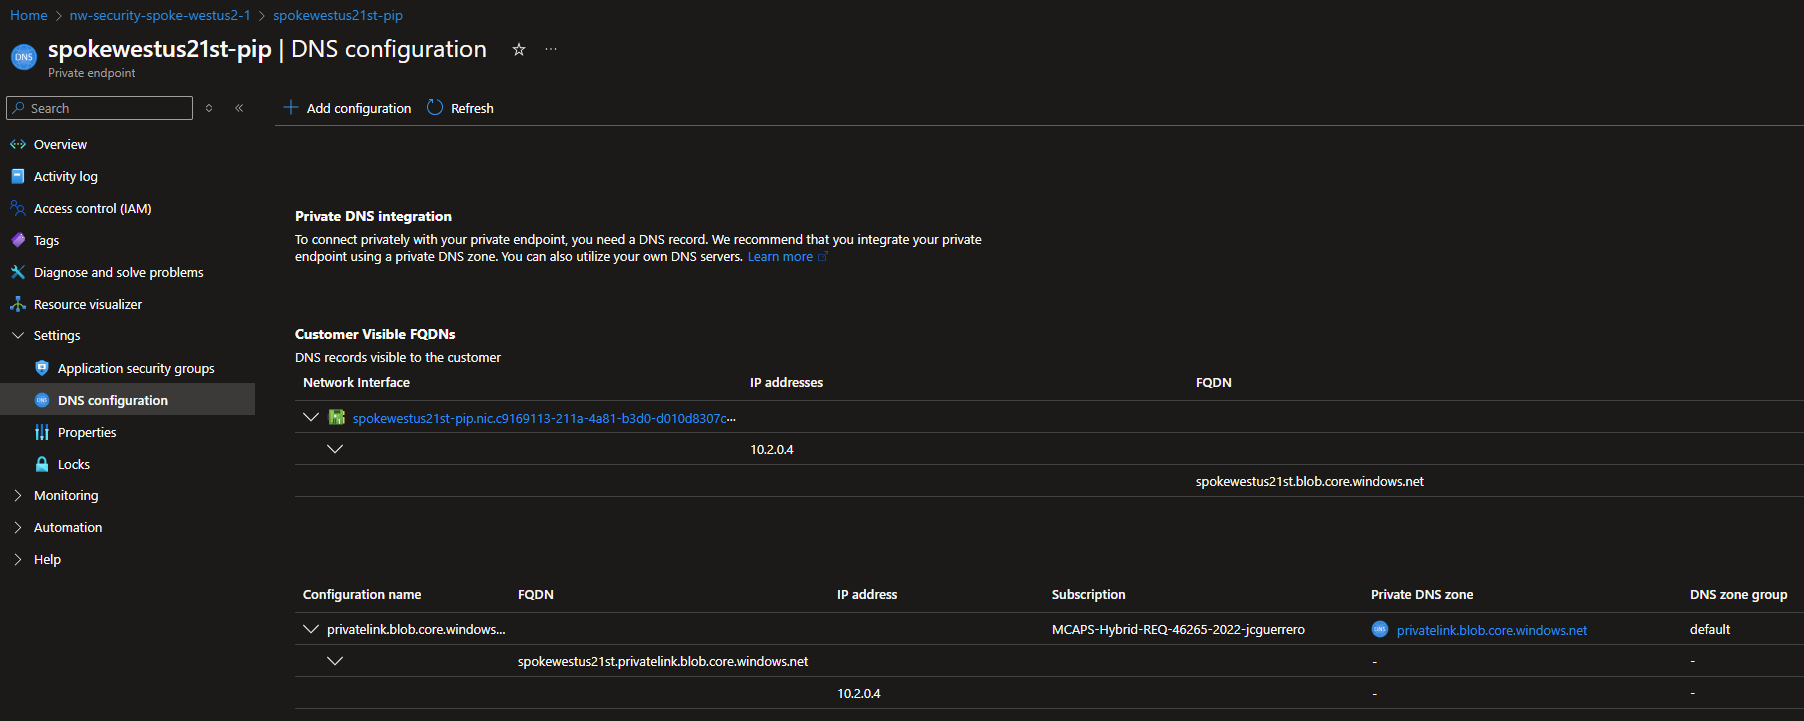 Home > nw-security-spoke-westus2-1 > spokewestus21st-pip
spokewestus21st-pip | DNS configuration
Private endpoint
DNS
Search
Add configuration
Refresh
Overview
Activity log
Access control (IAM)
Tags
Diagnose and solve problems
Resource visualizer
Settings
Application security groups
DNS configuration
Properties
Locks
Monitoring
Automation
Help
Private DNS integration
To connect privately with your private endpoint, you need a DNS record. We recommend that you integrate your private
endpoint using a private DNS zone. You can also utilize your own DNS servers. Learn more
Customer Visible FQDNs
DNS records visible to the customer
Network Interface IP addresses FQDN
spokewestus21st-pip.nic.c9169113-211a-4a81-b3d0-d010d8307c...
10.2.0.4
spokewestus21st.blob.core.windows.net
Configuration name FQDN IP address Subscription Private DNS zone DNS zone group
privatelink.blob.core.windows... MCAPS-Hybrid-REQ-46265-2022-jcguerrero privatelink.blob.core.windows.net default
spokewestus21st.privatelink.blob.core.windows.net - -
10.2.0.4 - -